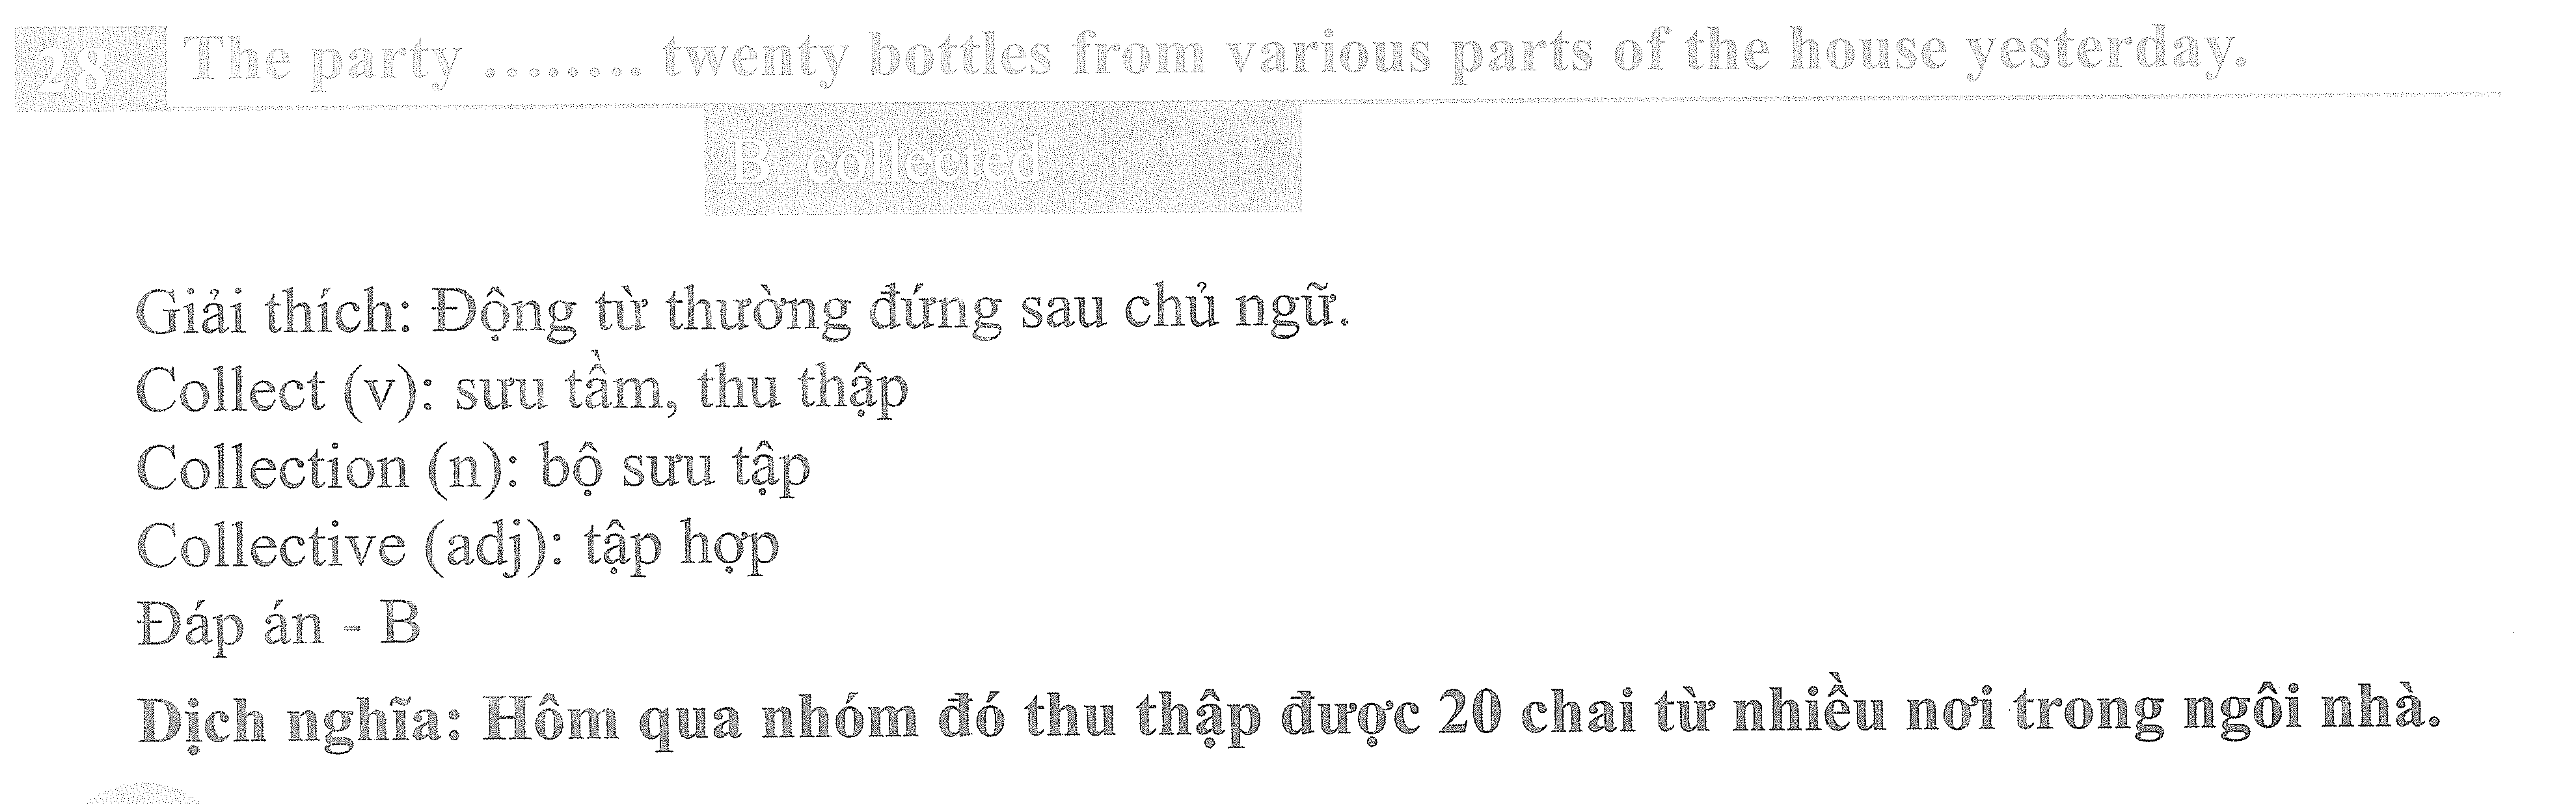 28 The party ........ twenty bottles from various parts of the house yesterday.
B. collected
Giải thích: Động từ thường đứng sau chủ ngữ.
Collect (v): sưu tầm, thu thập
Collection (n): bộ sưu tập
Collective (adj): tập hợp
Đáp án - B
Dịch nghĩa: Hôm qua nhóm đó thu thập được 20 chai từ nhiều nơi trong ngôi nhà.